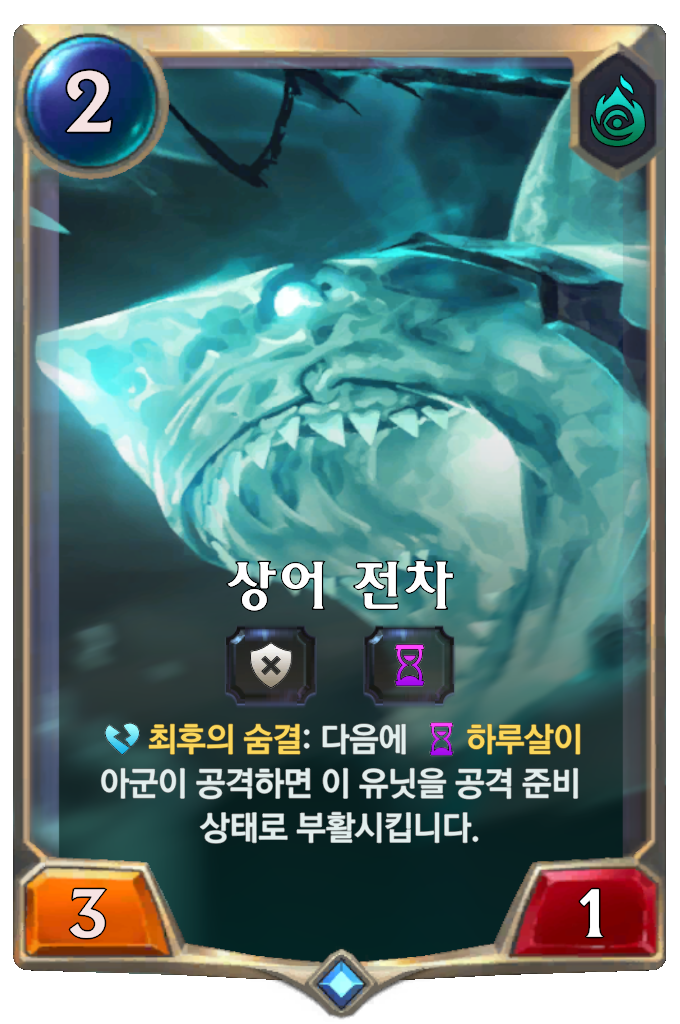 2
상어 전차
최후의 숨결: 다음에 하루살이
아군이 공격하면 이 유닛을 공격 준비
상태로 부활시킵니다.
3
1